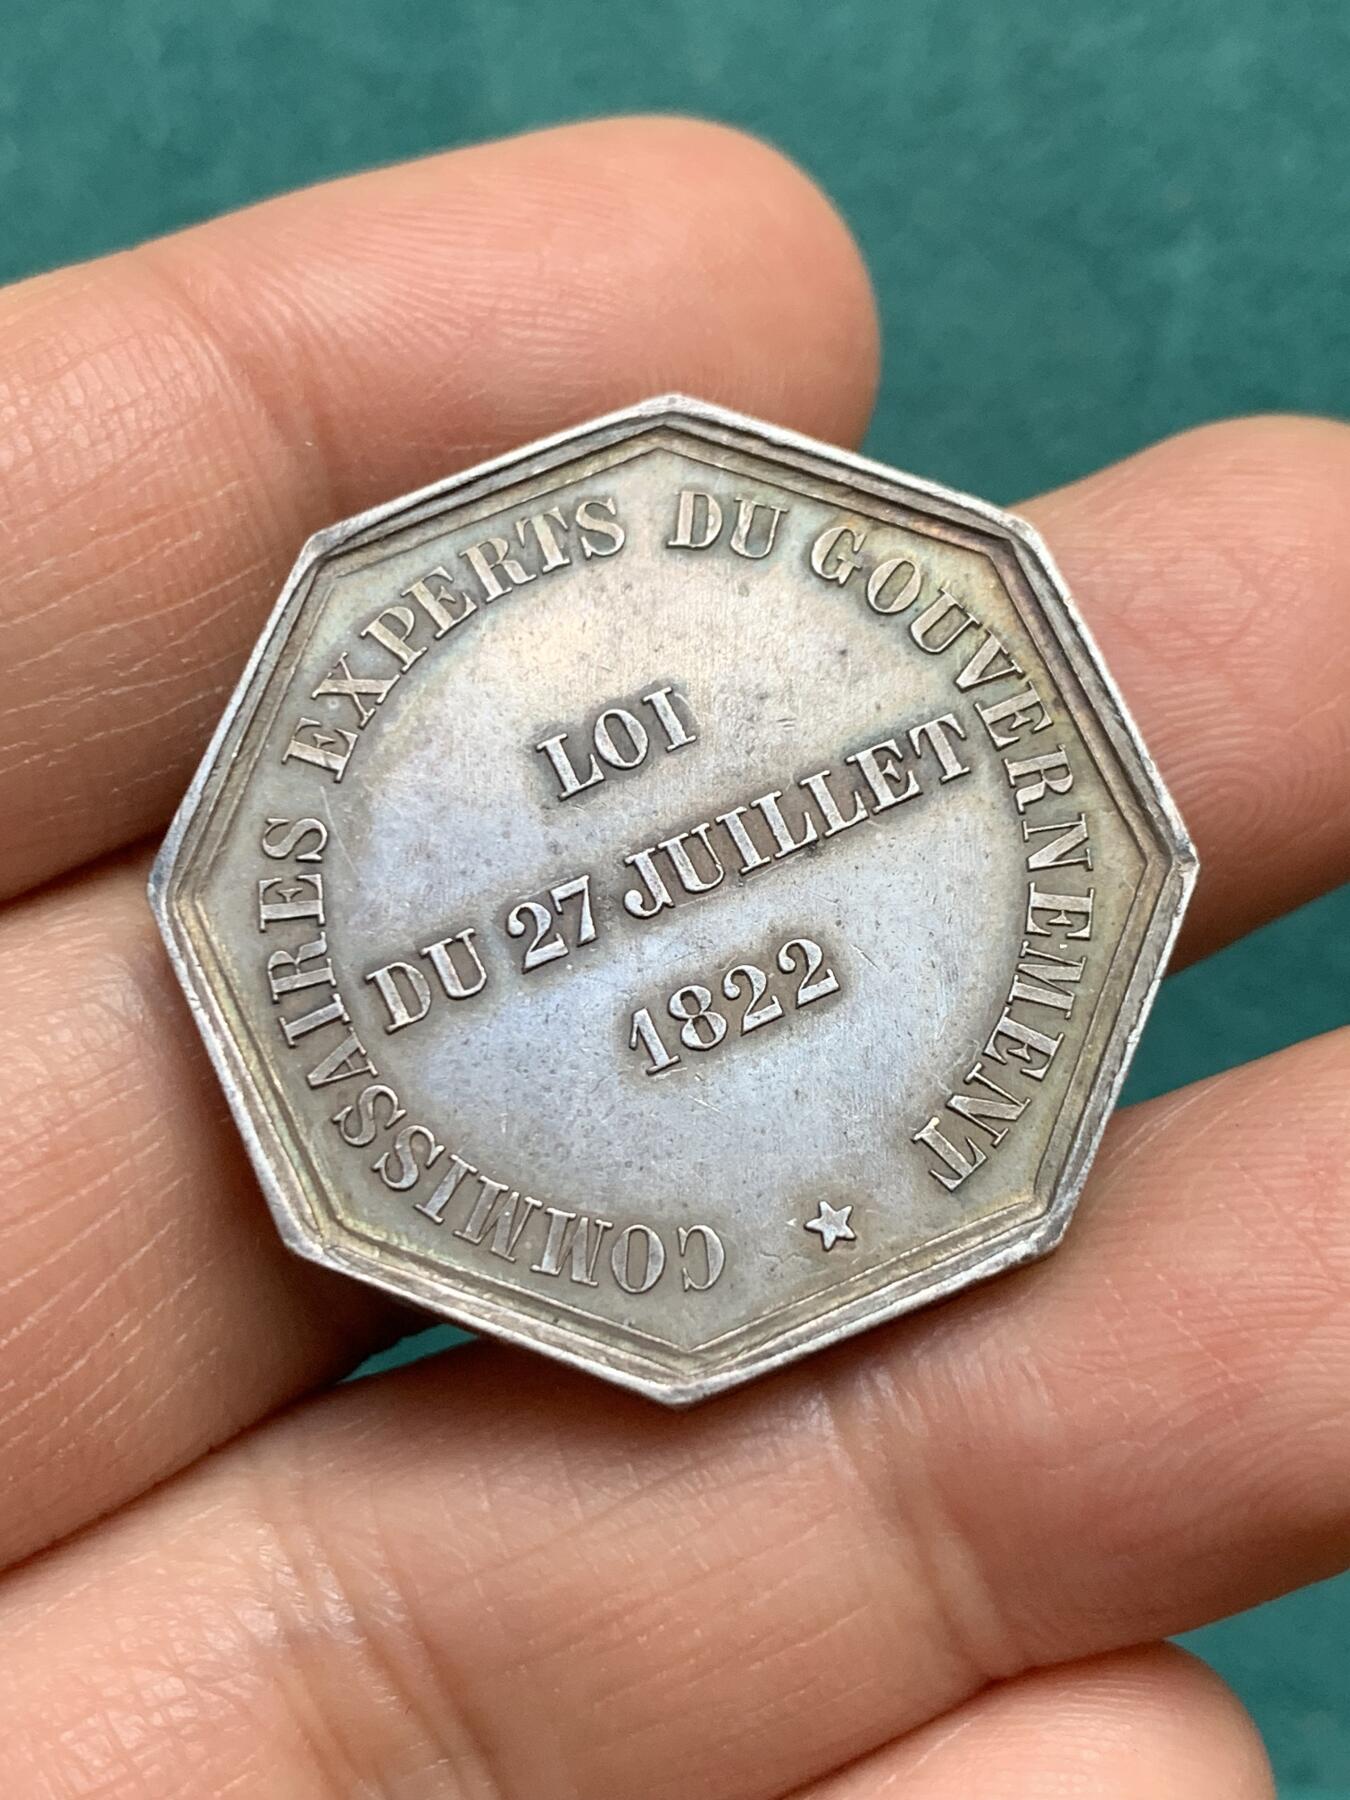 COMMISSAIRES EXPERTS DU GOUVERNEMENT
LOI
DU 27 JUILLET
1822